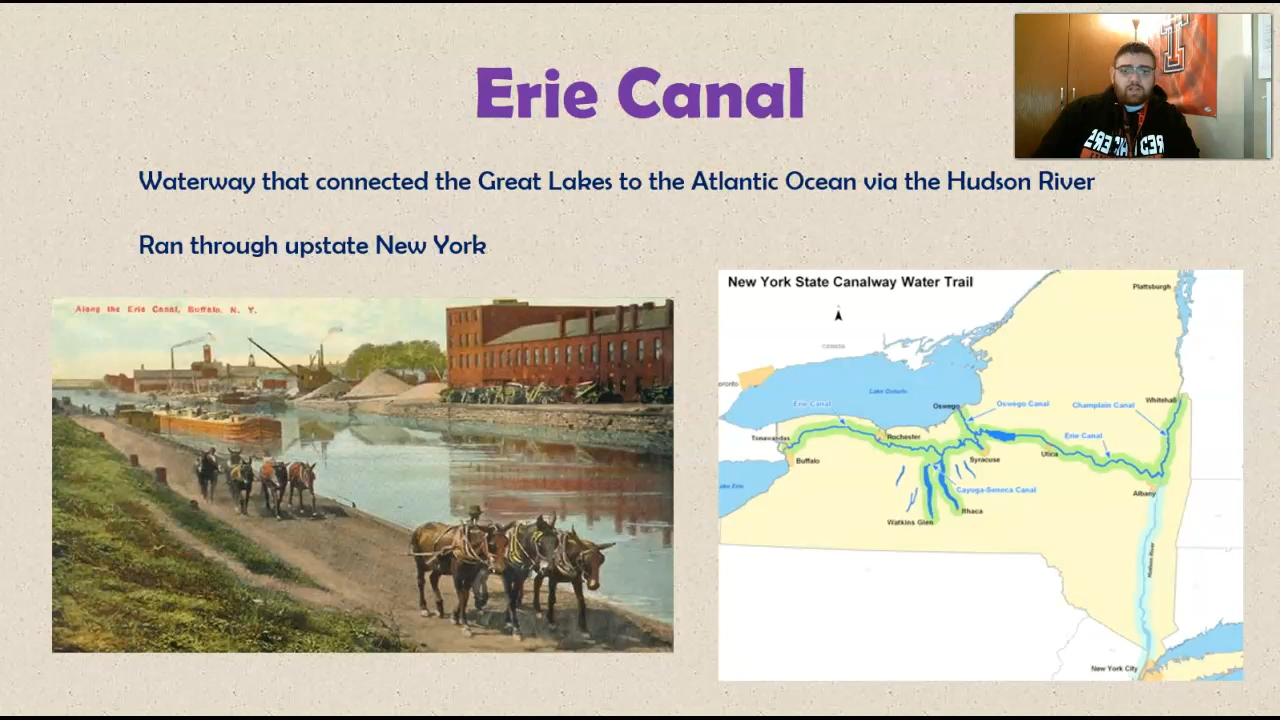 Erie Canal
Waterway that connected the Great Lakes to the Atlantic Ocean via the Hudson River
Ran through upstate New York
Along the Erie Canal, Buffalo, N. Y.
New York State Canalway Water Trail
Plattsburgh
CANADA
oronto
Lake Ontario
Erie Canal
Oswego
Oswego Canal
Champlain Canal
Whitehall
Tonawandas
Rochester
Erie Canal
Buffalo
Syracuse
Utica
Lake Erie
Cayuga-Seneca Canal
Albany
Watkins Glen
Ithaca
Hudson River
New York City